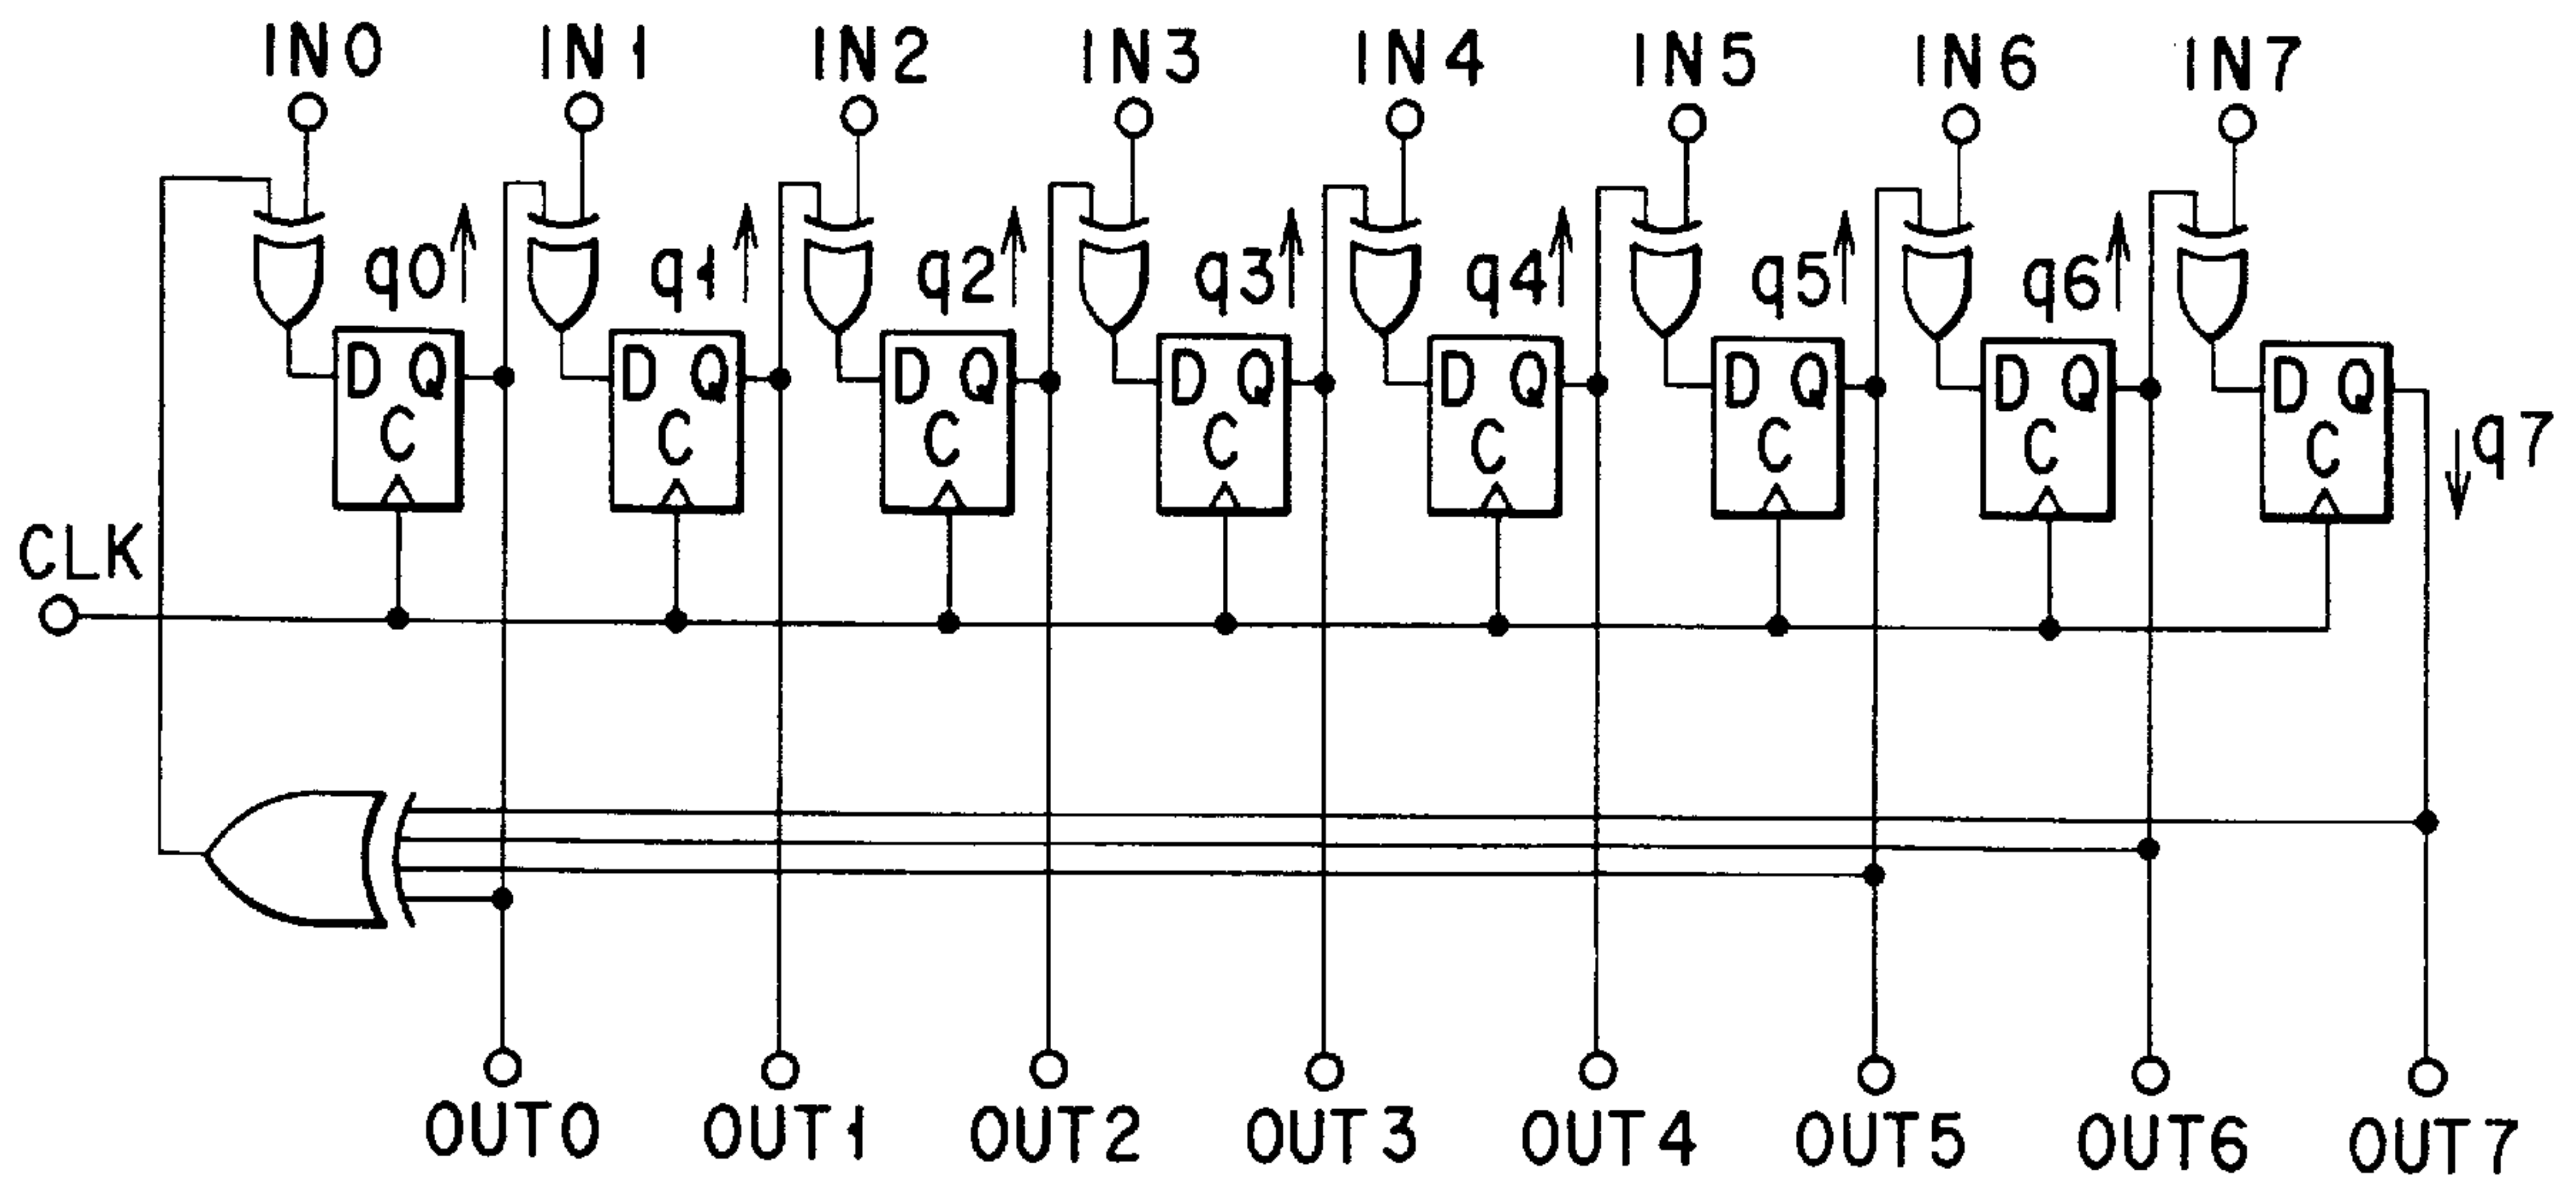 IN0 IN1 IN2 IN3 IN4 IN5 IN6 IN7
q0 q1 q2 q3 q4 q5 q6
D Q D Q D Q D Q D Q D Q D Q D Q
C C C C C C C C
q7
CLK
OUT0 OUT1 OUT2 OUT3 OUT4 OUT5 OUT6 OUT7